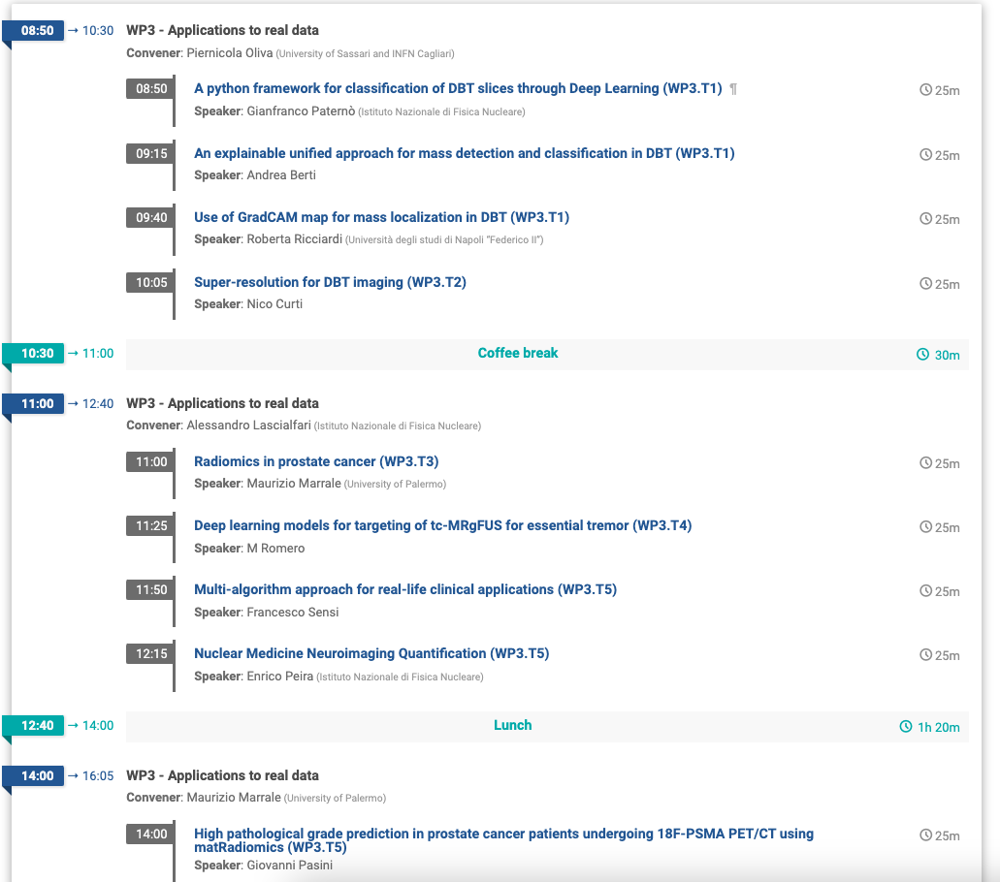 08:50 → 10:30 WP3 - Applications to real data
Convener: Piernicola Oliva (University of Sassari and INFN Cagliari)
08:50 A python framework for classification of DBT slices through Deep Learning (WP3.T1) ¶ 25m
Speaker: Gianfranco Paternò (Istituto Nazionale di Fisica Nucleare)
09:15 An explainable unified approach for mass detection and classification in DBT (WP3.T1) 25m
Speaker: Andrea Berti
09:40 Use of GradCAM map for mass localization in DBT (WP3.T1) 25m
Speaker: Roberta Ricciardi (Università degli studi di Napoli “Federico II”)
10:05 Super-resolution for DBT imaging (WP3.T2) 25m
Speaker: Nico Curti
10:30 → 11:00 Coffee break 30m
11:00 → 12:40 WP3 - Applications to real data
Convener: Alessandro Lascialfari (Istituto Nazionale di Fisica Nucleare)
11:00 Radiomics in prostate cancer (WP3.T3) 25m
Speaker: Maurizio Marrale (University of Palermo)
11:25 Deep learning models for targeting of tc-MRgFUS for essential tremor (WP3.T4) 25m
Speaker: M Romero
11:50 Multi-algorithm approach for real-life clinical applications (WP3.T5) 25m
Speaker: Francesco Sensi
12:15 Nuclear Medicine Neuroimaging Quantification (WP3.T5) 25m
Speaker: Enrico Peira (Istituto Nazionale di Fisica Nucleare)
12:40 → 14:00 Lunch 1h 20m
14:00 → 16:05 WP3 - Applications to real data
Convener: Maurizio Marrale (University of Palermo)
14:00 High pathological grade prediction in prostate cancer patients undergoing 18F-PSMA PET/CT using 25m
matRadiomics (WP3.T5)
Speaker: Giovanni Pasini